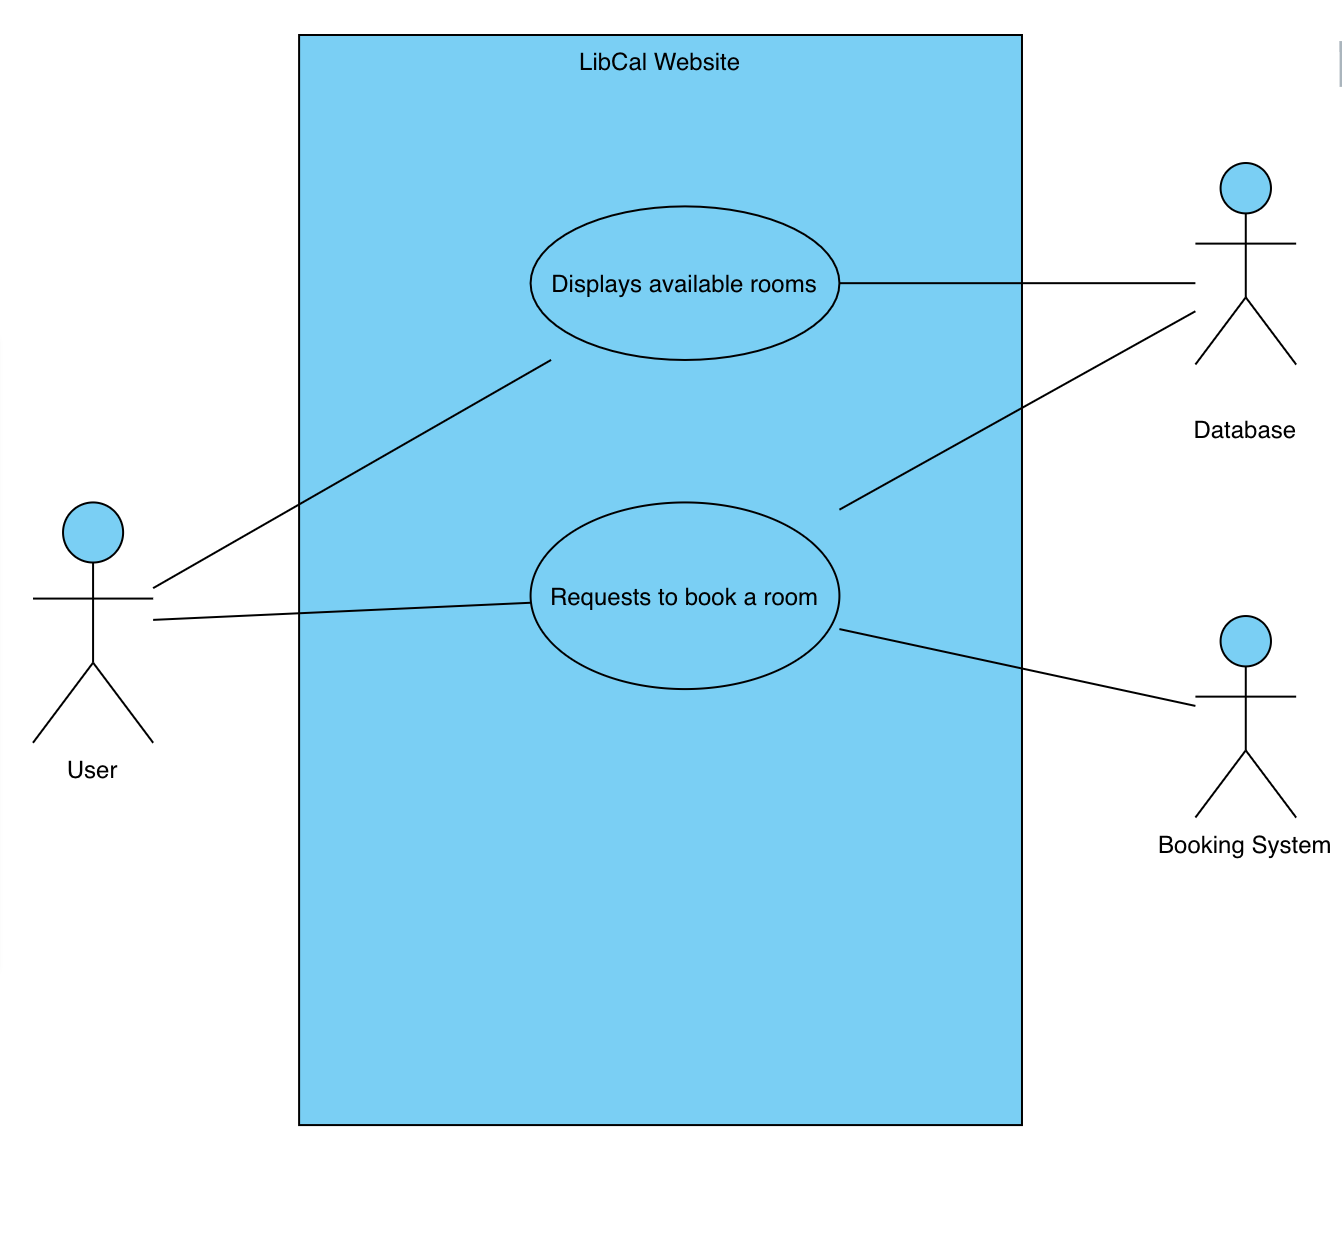 LibCal Website
Displays available rooms
Database
Requests to book a room
User
Booking System